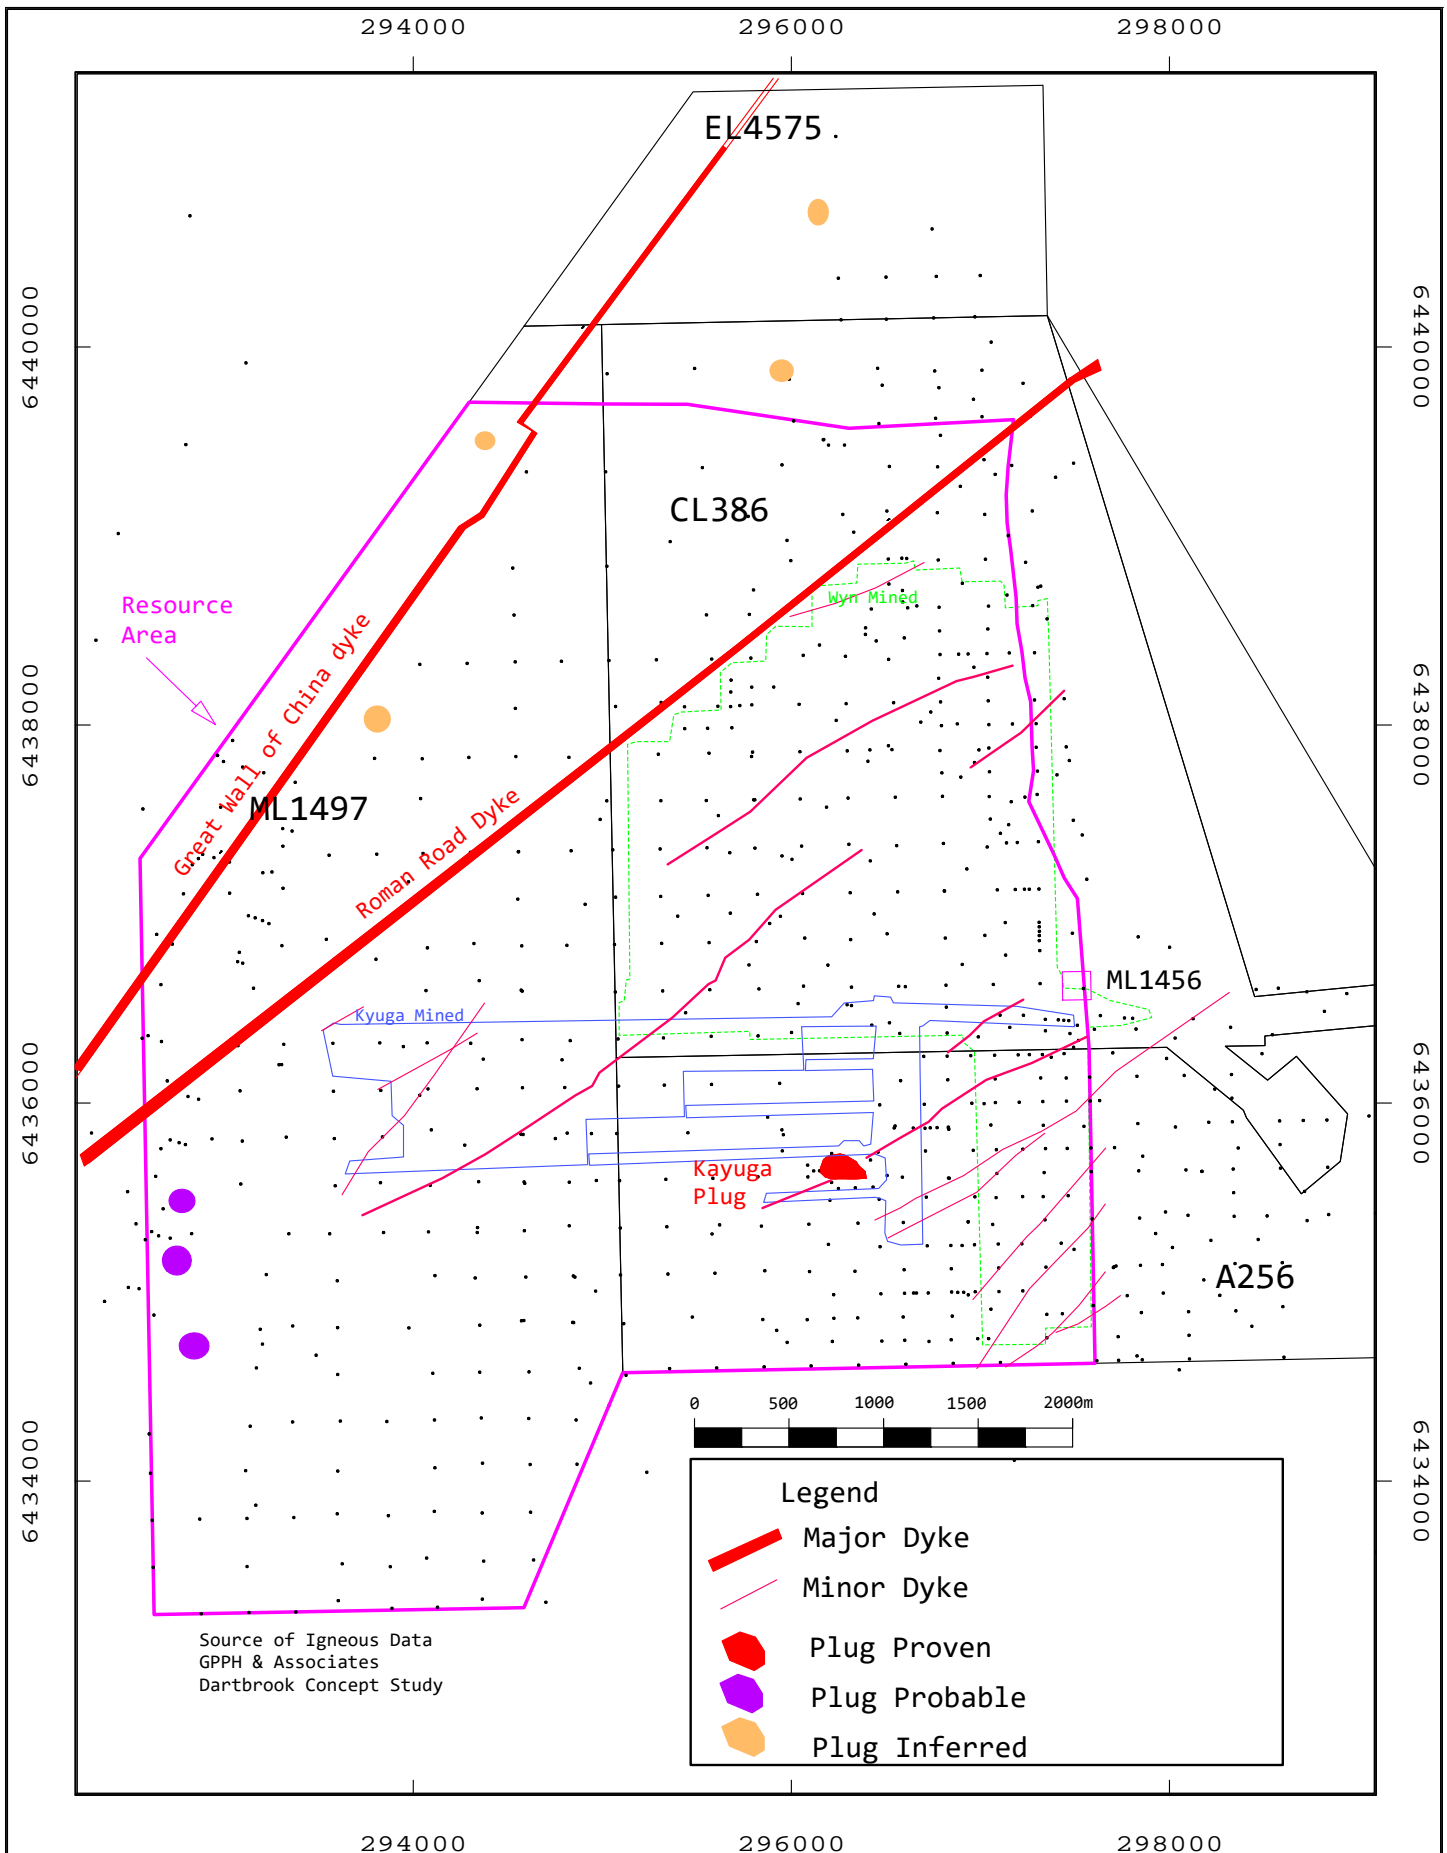 294000
296000
298000
EL4575
6440000
6440000
CL386
Wyn Mined
Resource
Area
Great Wall of China dyke
6438000
6438000
ML1497
Roman Road Dyke
ML1456
Kyuga Mined
6436000
6436000
Kayuga
Plug
A256
0
500
1000
1500
2000m
6434000
6434000
Legend
Major Dyke
Minor Dyke
Plug Proven
Plug Probable
Plug Inferred
Source of Igneous Data
GPPH & Associates
Dartbrook Concept Study
294000
296000
298000